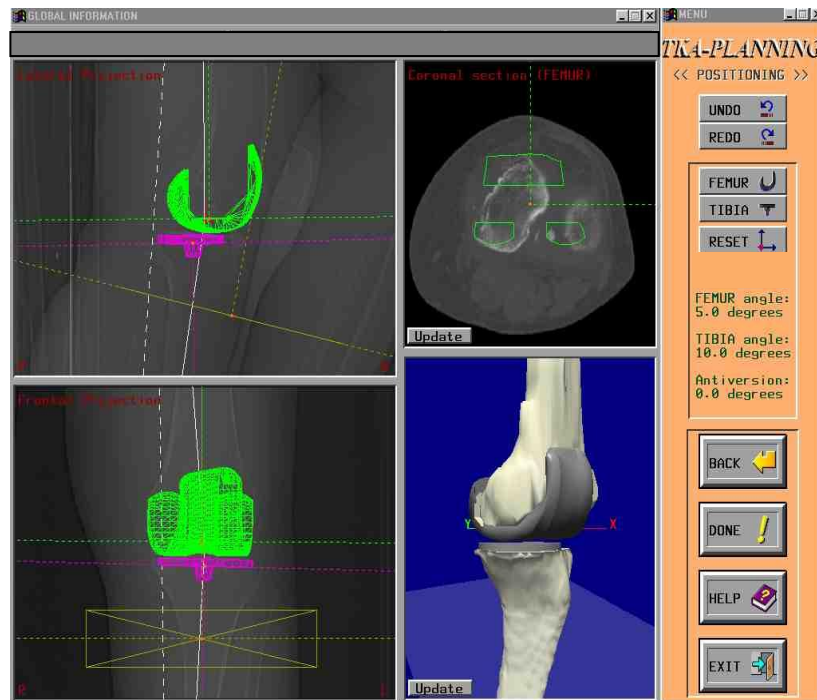 GLOBAL INFORMATION
Lateral Projection
Coronal section (FEMUR)
Update
Frontal Projection
R
L
Y
X
Update
MENU
TKA-PLANNING
<< POSITIONING >>
UNDO
REDO
FEMUR
TIBIA
RESET
FEMUR angle:
5.0 degrees
TIBIA angle:
10.0 degrees
Antiversion:
0.0 degrees
BACK
DONE
HELP
EXIT